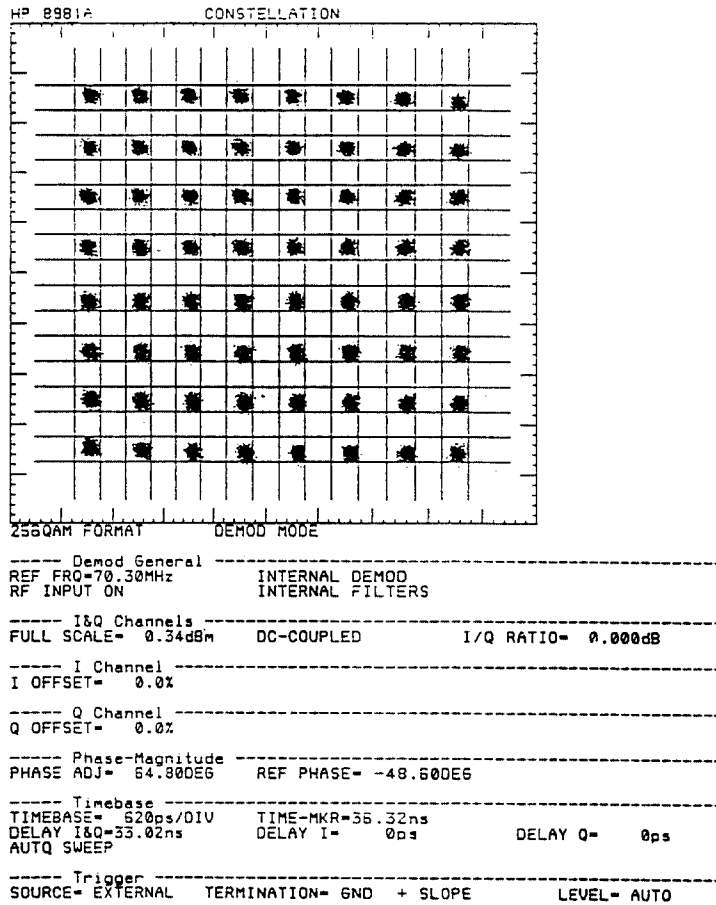 HP 8981A CONSTELLATION
256QAM FORMAT DEMOD MODE
----- Demod General -----
REF FRQ=70.30MHz INTERNAL DEMOD
RF INPUT ON INTERNAL FILTERS
----- I&Q Channels -----
FULL SCALE= 0.34dBm DC-COUPLED I/Q RATIO= 0.000dB
----- I Channel -----
I OFFSET= 0.0%
----- Q Channel -----
Q OFFSET= 0.0%
----- Phase-Magnitude -----
PHASE ADJ= 64.80DEG REF PHASE= -48.60DEG
----- Timebase -----
TIMEBASE= 620ps/DIV TIME-MKR=36.32ns
DELAY I&Q=33.02ns DELAY I= 0ps DELAY Q= 0ps
AUTO SWEEP
----- Trigger -----
SOURCE= EXTERNAL TERMINATION= GND + SLOPE LEVEL= AUTO